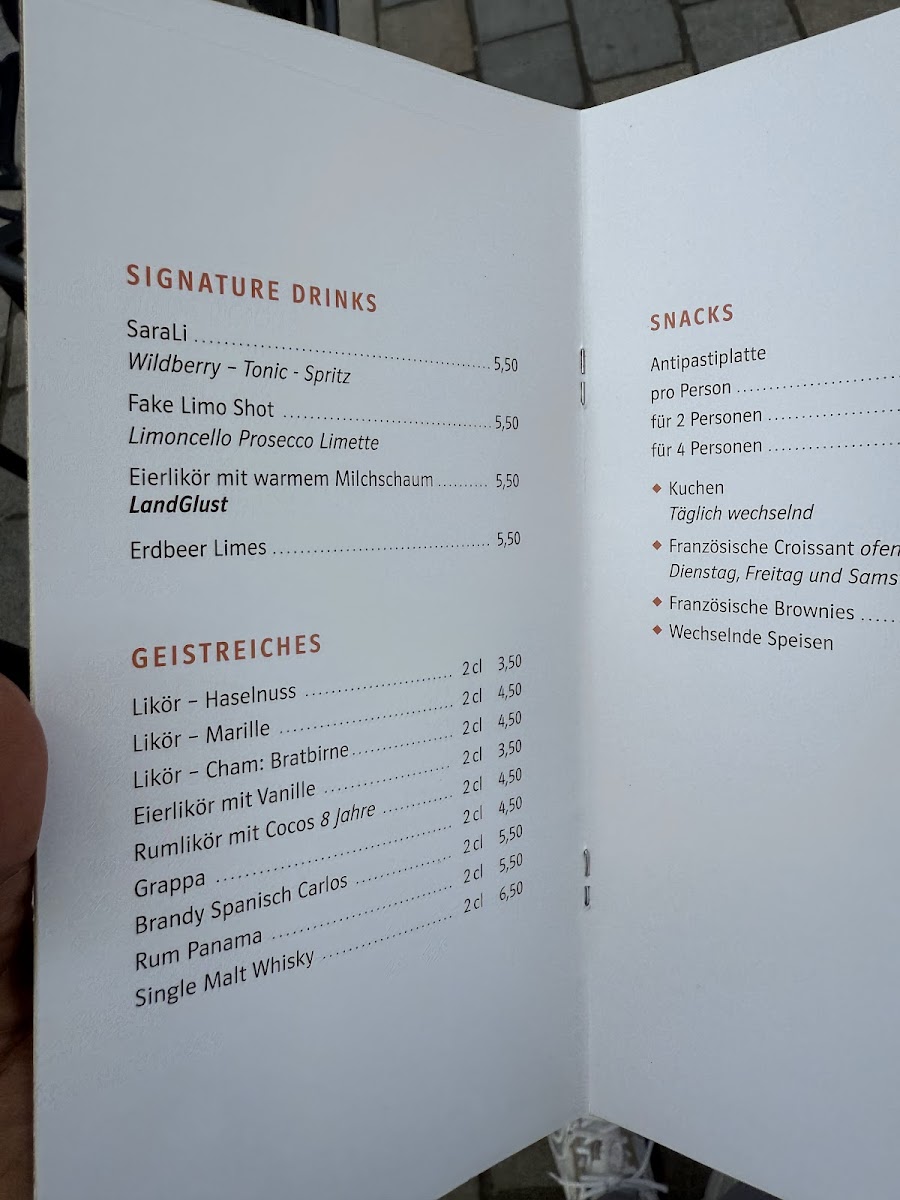 SIGNATURE DRINKS
SaraLi ........ 5,50
Wildberry – Tonic - Spritz
Fake Limo Shot ........ 5,50
Limoncello Prosecco Limette
Eierlikör mit warmem Milchschaum ........ 5,50
LandGlust
Erdbeer Limes ........ 5,50
GEISTREICHES
Likör – Haselnuss ........ 2 cl 3,50
Likör – Marille ........ 2 cl 4,50
Likör – Cham: Bratbirne ........ 2 cl 4,50
Eierlikör mit Vanille ........ 2 cl 3,50
Rumlikör mit Cocos 8 Jahre ........ 2 cl 4,50
Grappa ........ 2 cl 4,50
Brandy Spanisch Carlos ........ 2 cl 5,50
Rum Panama ........ 2 cl 5,50
Single Malt Whisky ........ 2 cl 6,50
SNACKS
Antipastiplatte
pro Person ........
für 2 Personen ........
für 4 Personen ........
◆ Kuchen
Täglich wechselnd
◆ Französische Croissant
Dienstag, Freitag und
◆ Französische Brownies ........
◆ Wechselnde Speisen